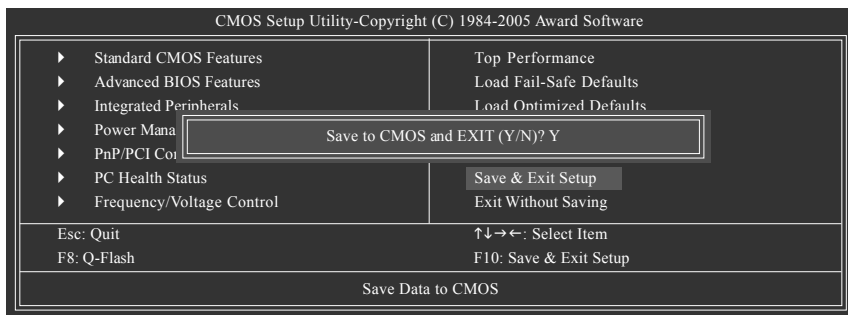 CMOS Setup Utility-Copyright (C) 1984-2005 Award Software
Standard CMOS Features
Advanced BIOS Features
Integrated Peripherals
Power Mana
PnP/PCI
PC Health Status
Frequency/Voltage Control
Top Performance
Load Fail-Safe Defaults
Load Optimized Defaults
Save to CMOS and EXIT (Y/N)? Y
Save & Exit Setup
Exit Without Saving
Esc: Quit
↑↓→←: Select Item
F8: Q-Flash
F10: Save & Exit Setup
Save Data to CMOS